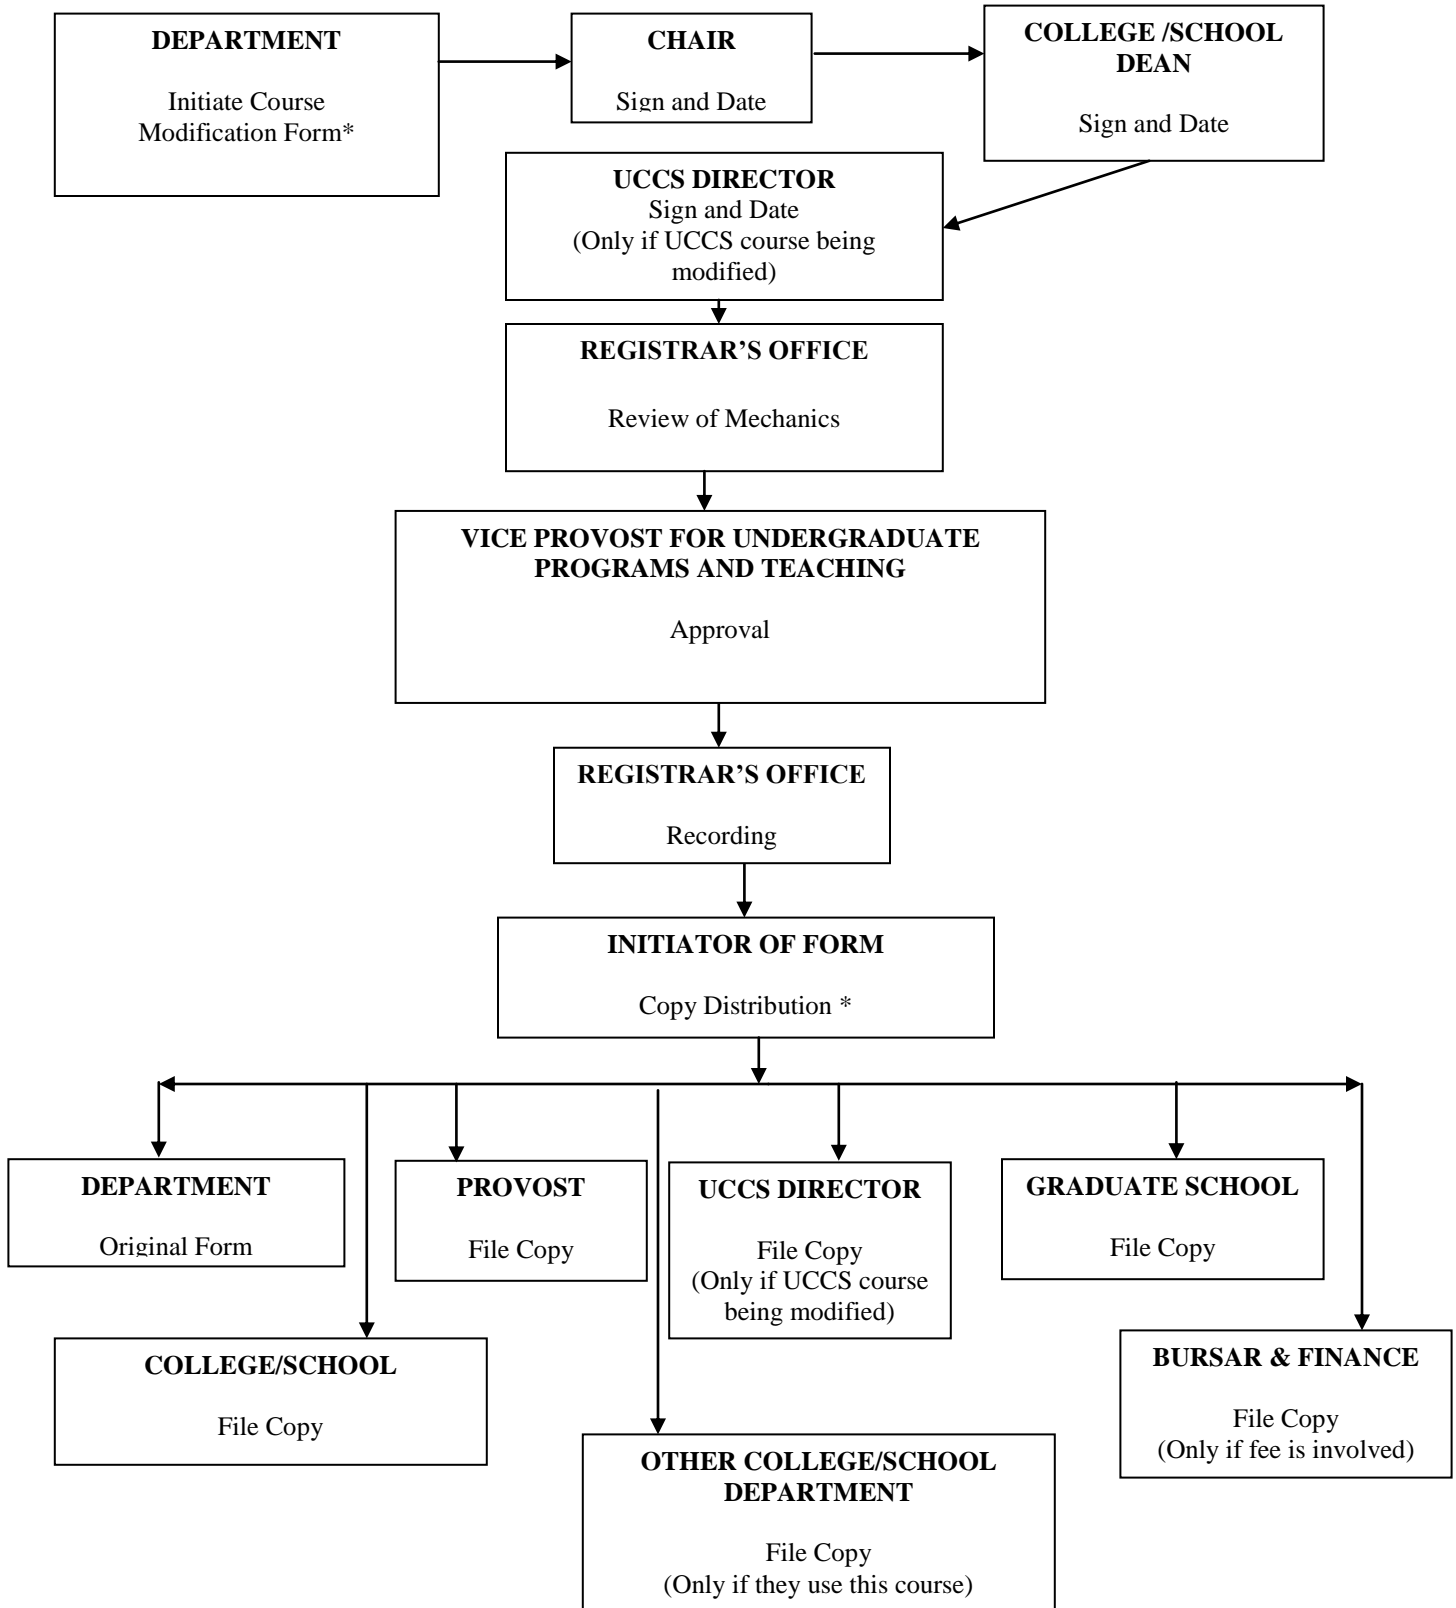 DEPARTMENT
Initiate Course
Modification Form*
CHAIR
Sign and Date
COLLEGE /SCHOOL
DEAN
Sign and Date
UCCS DIRECTOR
Sign and Date
(Only if UCCS course being
modified)
REGISTRAR’S OFFICE
Review of Mechanics
VICE PROVOST FOR UNDERGRADUATE
PROGRAMS AND TEACHING
Approval
REGISTRAR’S OFFICE
Recording
INITIATOR OF FORM
Copy Distribution *
DEPARTMENT
Original Form
PROVOST
File Copy
UCCS DIRECTOR
File Copy
(Only if UCCS course
being modified)
GRADUATE SCHOOL
File Copy
COLLEGE/SCHOOL
File Copy
BURSAR & FINANCE
File Copy
(Only if fee is involved)
OTHER COLLEGE/SCHOOL
DEPARTMENT
File Copy
(Only if they use this course)